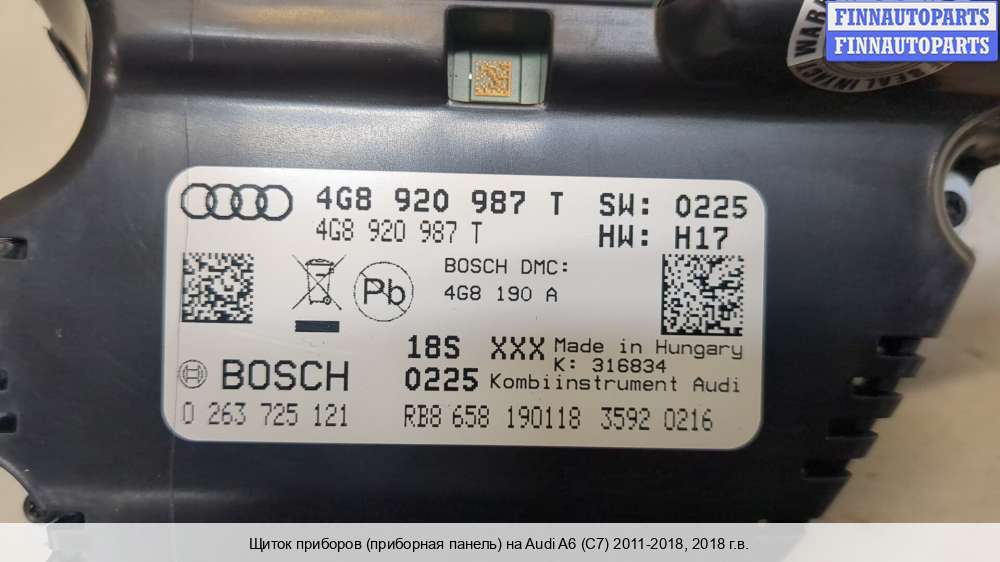 FINNAUTOPARTS
FINNAUTOPARTS
4G8 920 987 T SW: 0225
4G8 920 987 T HW: H17
BOSCH DMC:
Pb
4G8 190 A
18S XXX Made in Hungary
K: 316834
BOSCH 0225 Kombiinstrument Audi
0 263 725 121 RB8 658 190118 3592 0216
Щиток приборов (приборная панель) на Audi A6 (C7) 2011-2018, 2018 г.в.